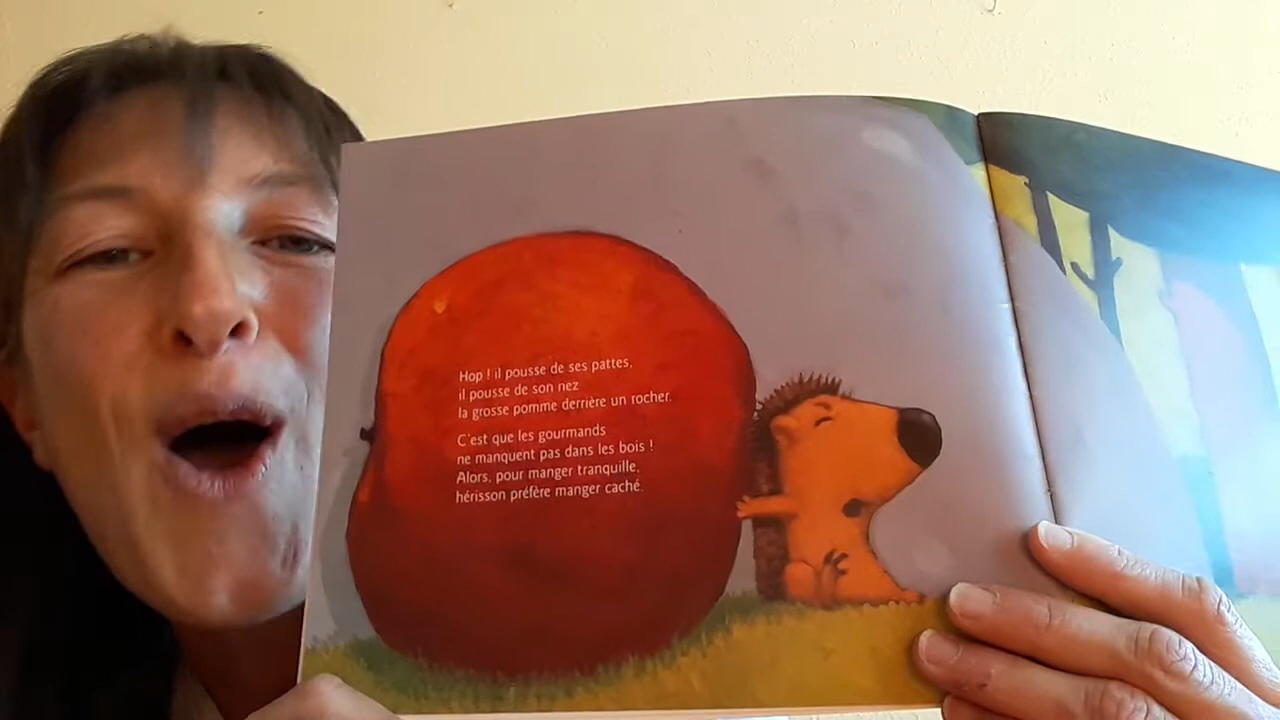 Hop ! il pousse de ses pattes,
il pousse de son nez
la grosse pomme derrière un rocher.
C'est que les gourmands
ne manquent pas dans les bois !
Alors, pour manger tranquille,
hérisson préfère manger caché.